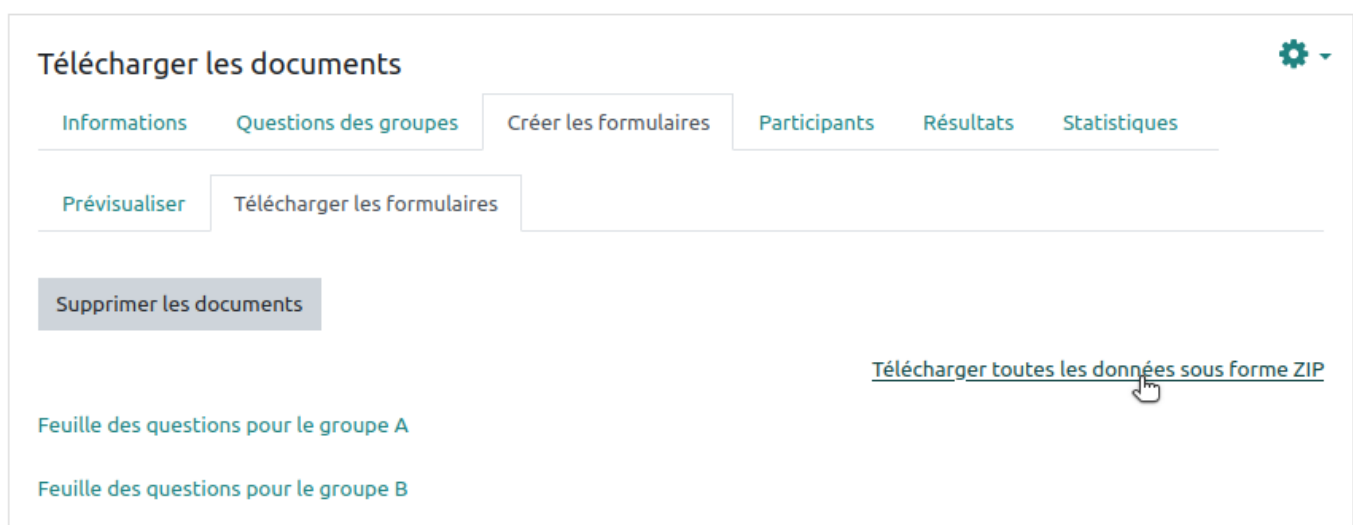 Télécharger les documents
Informations Questions des groupes Créer les formulaires Participants Résultats Statistiques
Prévisualiser Télécharger les formulaires
Supprimer les documents
Télécharger toutes les données sous forme ZIP
Feuille des questions pour le groupe A
Feuille des questions pour le groupe B